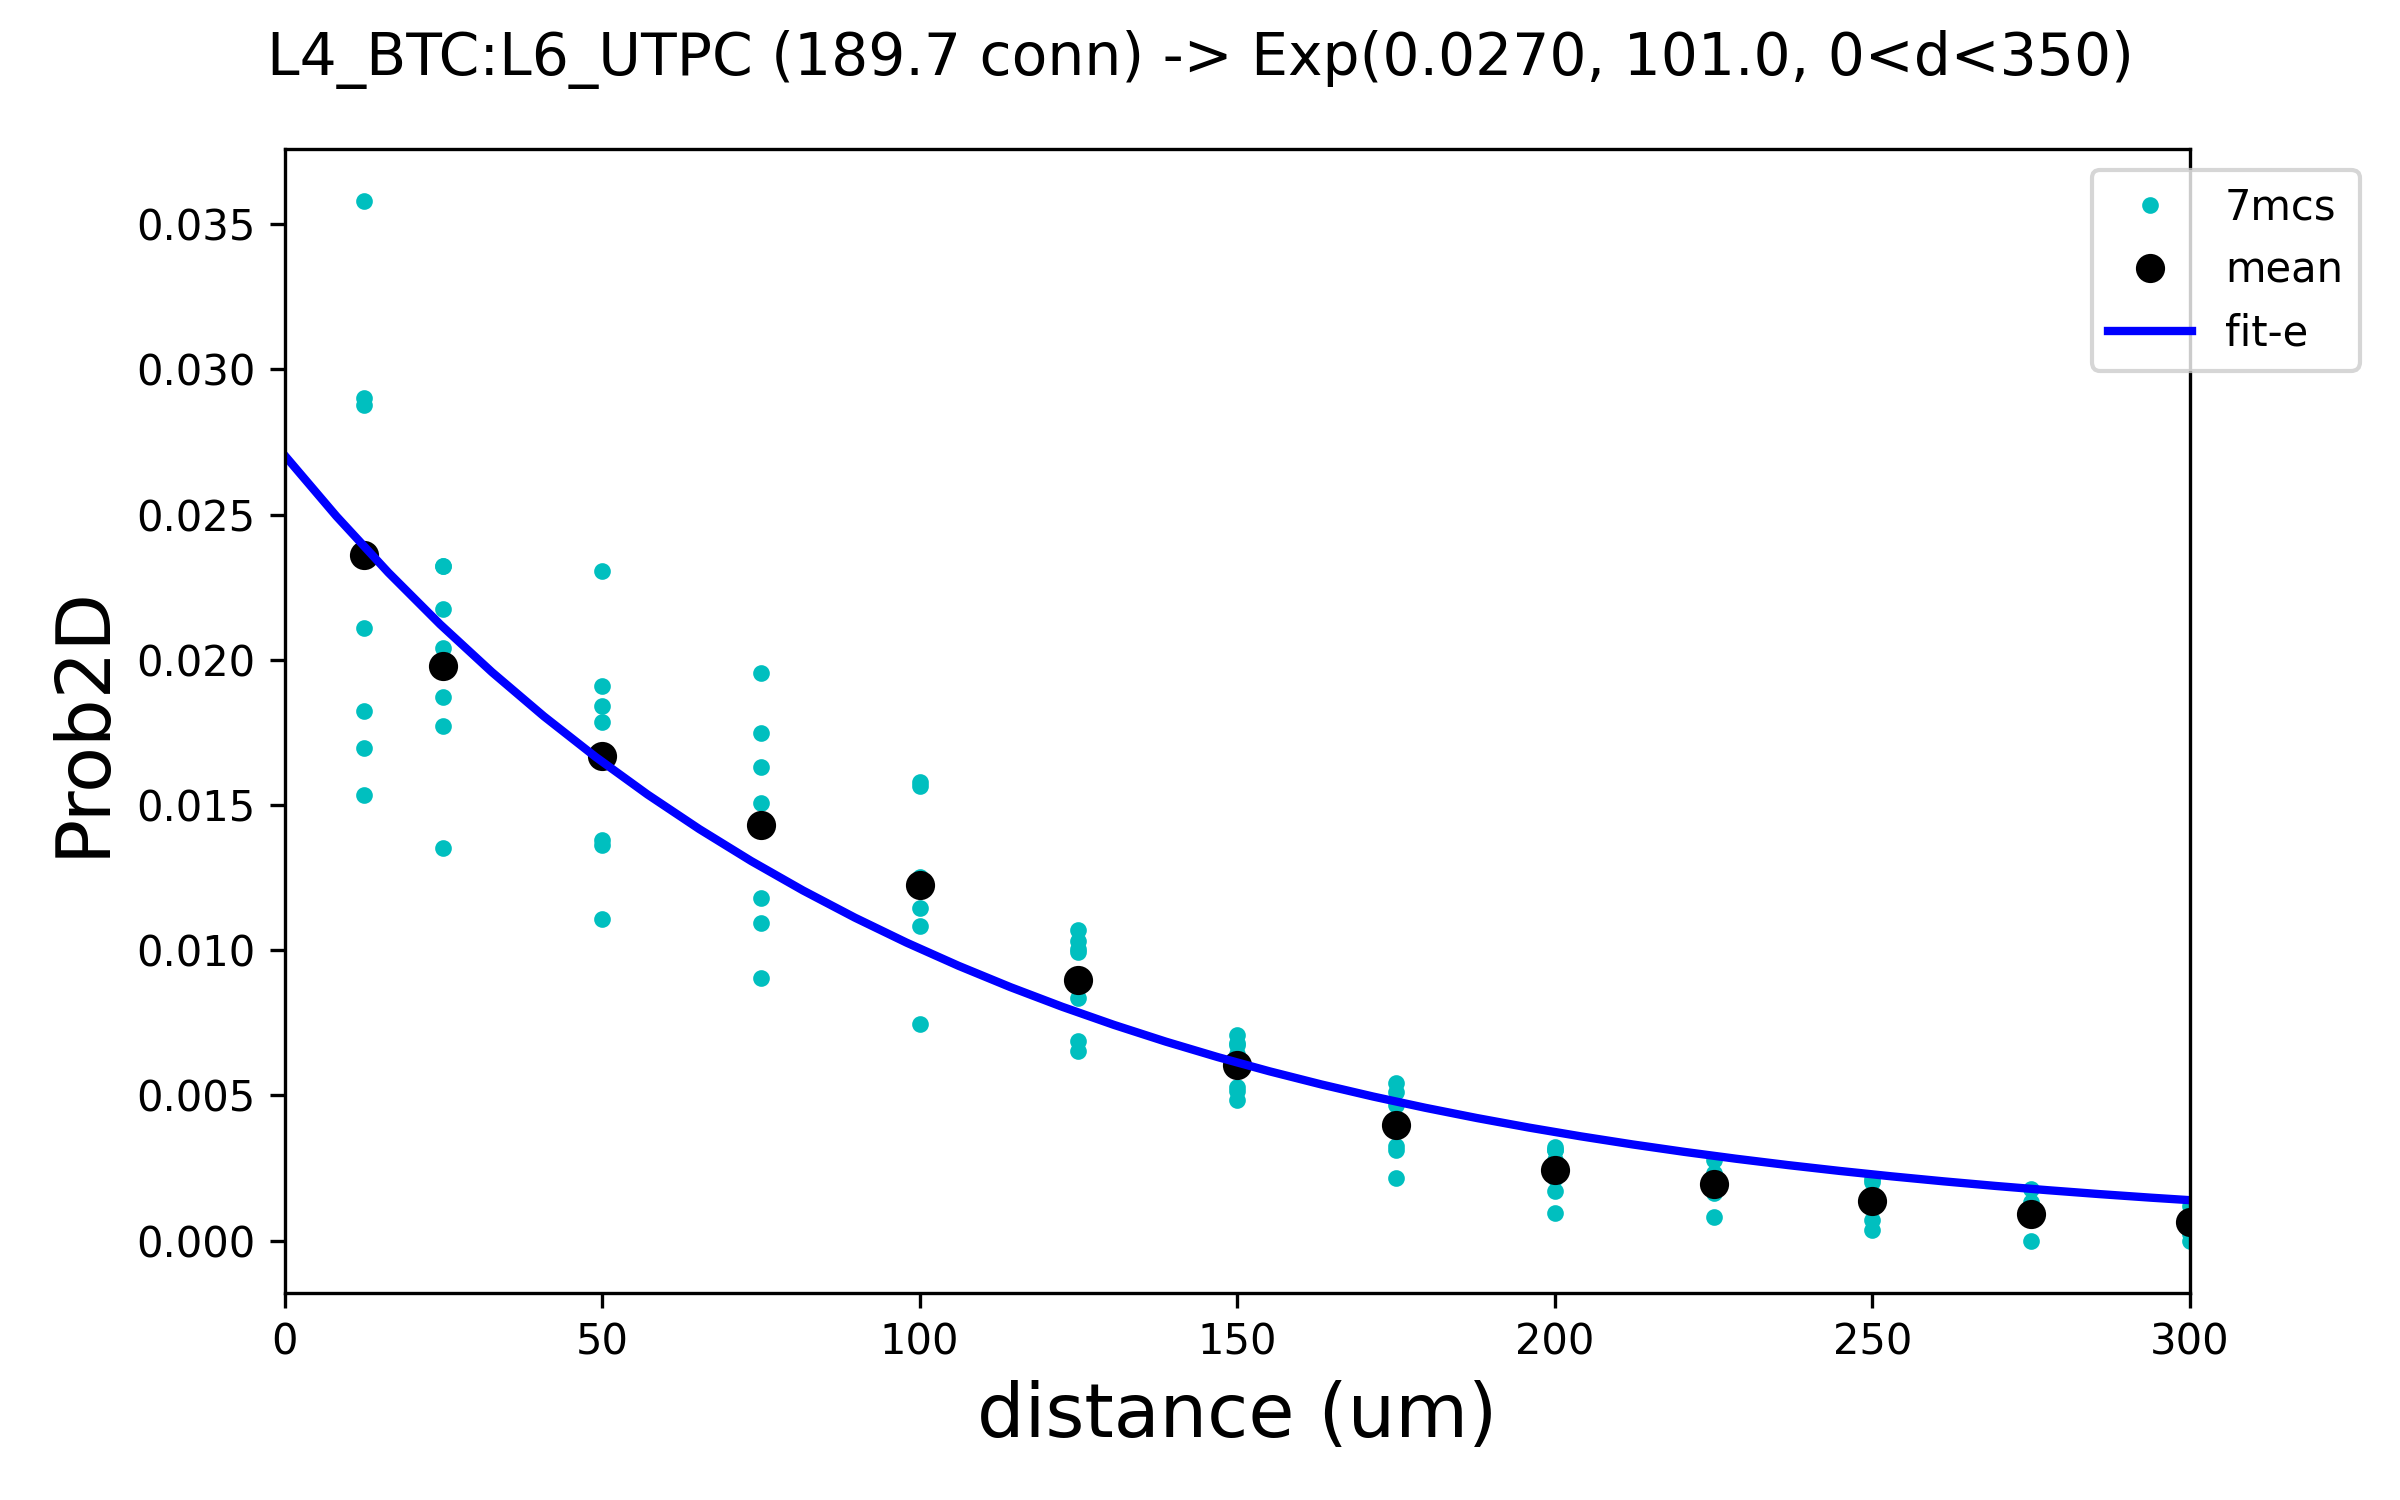 L4_BTC:L6_UTPC (189.7 conn) -> Exp(0.0270, 101.0, 0<d<350)
7mcs
mean
fit-e
Prob2D
0.035
0.030
0.025
0.020
0.015
0.010
0.005
0.000
0 50 100 150 200 250 300
distance (um)